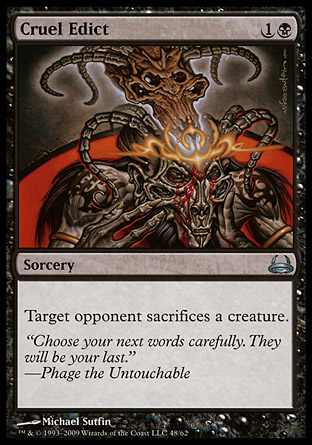 Cruel Edict 1
Sorcery
Target opponent sacrifices a creature.
“Choose your next words carefully. They
will be your last.”
—Phage the Untouchable
Michael Sutfin
™ & © 1993–2009 Wizards of the Coast LLC 48/62